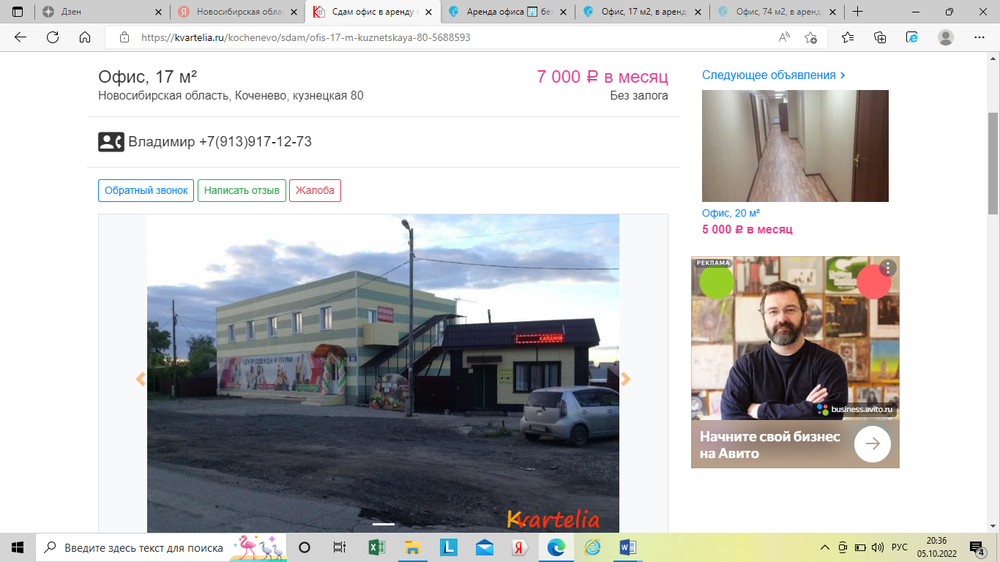 Дзен
Новосибирская обла
Сдам офис в аренду
Аренда офиса без
Офис, 17 м2, в аренд
Офис, 74 м2, в аренд
https://kvartelia.ru/kochenevo/sdam/ofis-17-m-kuznetskaya-80-5688593
Офис, 17 м²
7 000 ₽ в месяц
Новосибирская область, Коченево, кузнецкая 80
Без залога
Владимир +7(913)917-12-73
Обратный звонок
Написать отзыв
Жалоба
АРЕНДА
САЙДИНГ
ЦЕНТР ОДЕЖДЫ И ОБУВИ
80
Kvartelia
Следующее объявления
Офис, 20 м²
5 000 ₽ в месяц
РЕКЛАМА
business.avito.ru
Начните свой бизнес
на Авито
Введите здесь текст для поиска
РУС
20:36
05.10.2022
4